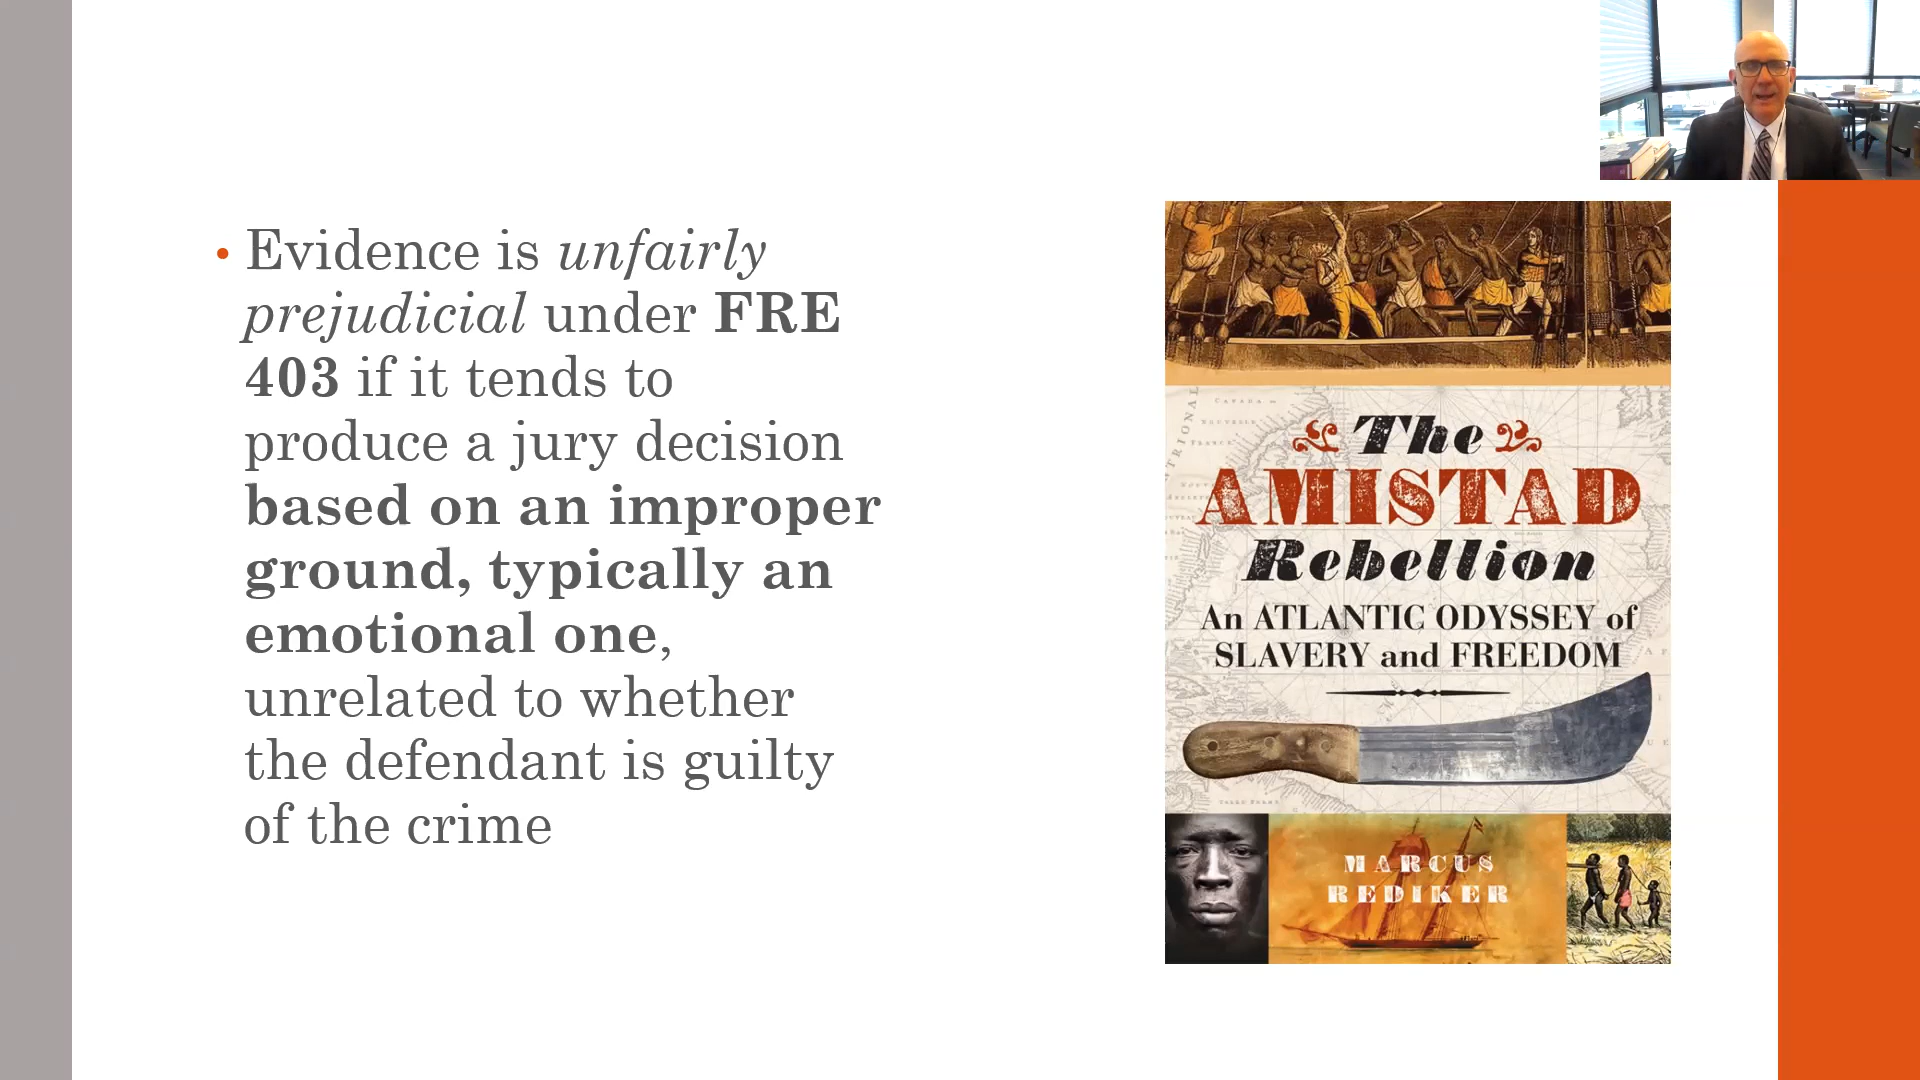 • Evidence is unfairly
prejudicial under FRE
403 if it tends to
produce a jury decision
based on an improper
ground, typically an
emotional one,
unrelated to whether
the defendant is guilty
of the crime
The
AMISTAD
Rebellion
An ATLANTIC ODYSSEY of
SLAVERY and FREEDOM
MARCUS
REDIKER